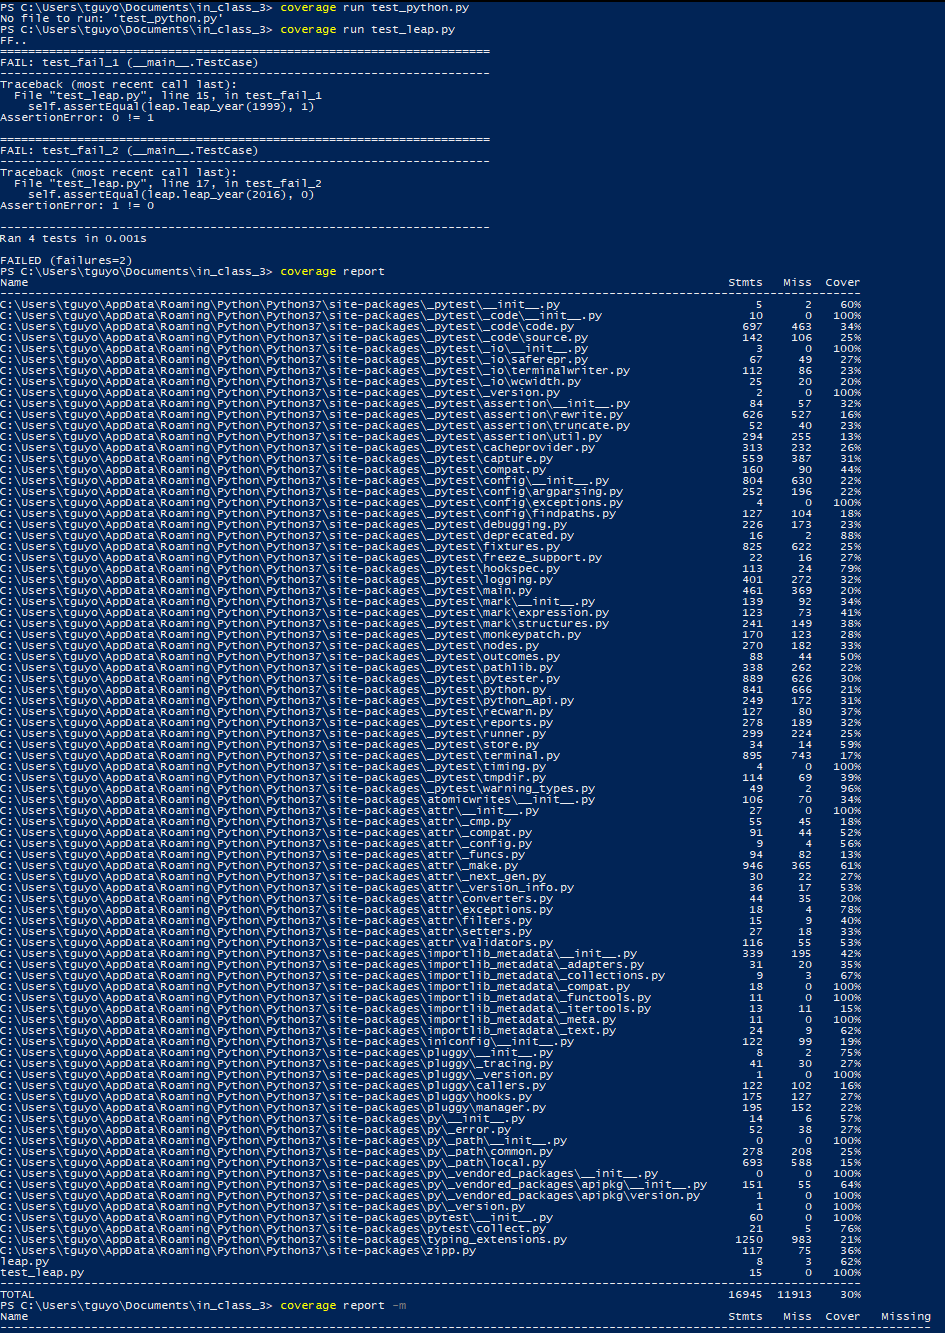 PS C:\Users\tguyo\Documents\in_class_3> coverage run test_python.py
No file to run: 'test_python.py'
PS C:\Users\tguyo\Documents\in_class_3> coverage run test_leap.py
FF..
======================================================================
FAIL: test_fail_1 (__main__.TestCase)
----------------------------------------------------------------------
Traceback (most recent call last):
  File "test_leap.py", line 15, in test_fail_1
    self.assertEqual(leap.leap_year(1999), 1)
AssertionError: 0 != 1
======================================================================
FAIL: test_fail_2 (__main__.TestCase)
----------------------------------------------------------------------
Traceback (most recent call last):
  File "test_leap.py", line 17, in test_fail_2
    self.assertEqual(leap.leap_year(2016), 0)
AssertionError: 1 != 0
----------------------------------------------------------------------
Ran 4 tests in 0.001s
FAILED (failures=2)
PS C:\Users\tguyo\Documents\in_class_3> coverage report
Name Stmts Miss Cover
---------------------------------------------------------------------------------------------------------------------------
C:\Users\tguyo\AppData\Roaming\Python\Python37\site-packages\_pytest\__init__.py 5 2 60%
C:\Users\tguyo\AppData\Roaming\Python\Python37\site-packages\_pytest\_code\__init__.py 10 0 100%
C:\Users\tguyo\AppData\Roaming\Python\Python37\site-packages\_pytest\_code\code.py 697 463 34%
C:\Users\tguyo\AppData\Roaming\Python\Python37\site-packages\_pytest\_code\source.py 142 106 25%
C:\Users\tguyo\AppData\Roaming\Python\Python37\site-packages\_pytest\_io\__init__.py 3 0 100%
C:\Users\tguyo\AppData\Roaming\Python\Python37\site-packages\_pytest\_io\saferepr.py 67 49 27%
C:\Users\tguyo\AppData\Roaming\Python\Python37\site-packages\_pytest\_io\terminalwriter.py 112 86 23%
C:\Users\tguyo\AppData\Roaming\Python\Python37\site-packages\_pytest\_io\wcwidth.py 25 20 20%
C:\Users\tguyo\AppData\Roaming\Python\Python37\site-packages\_pytest\_version.py 2 0 100%
C:\Users\tguyo\AppData\Roaming\Python\Python37\site-packages\_pytest\assertion\__init__.py 84 57 32%
C:\Users\tguyo\AppData\Roaming\Python\Python37\site-packages\_pytest\assertion\rewrite.py 626 527 16%
C:\Users\tguyo\AppData\Roaming\Python\Python37\site-packages\_pytest\assertion\truncate.py 52 40 23%
C:\Users\tguyo\AppData\Roaming\Python\Python37\site-packages\_pytest\assertion\util.py 294 255 13%
C:\Users\tguyo\AppData\Roaming\Python\Python37\site-packages\_pytest\cacheprovider.py 313 232 26%
C:\Users\tguyo\AppData\Roaming\Python\Python37\site-packages\_pytest\capture.py 559 387 31%
C:\Users\tguyo\AppData\Roaming\Python\Python37\site-packages\_pytest\compat.py 160 90 44%
C:\Users\tguyo\AppData\Roaming\Python\Python37\site-packages\_pytest\config\__init__.py 804 630 22%
C:\Users\tguyo\AppData\Roaming\Python\Python37\site-packages\_pytest\config\argparsing.py 252 196 22%
C:\Users\tguyo\AppData\Roaming\Python\Python37\site-packages\_pytest\config\exceptions.py 4 0 100%
C:\Users\tguyo\AppData\Roaming\Python\Python37\site-packages\_pytest\config\findpaths.py 127 104 18%
C:\Users\tguyo\AppData\Roaming\Python\Python37\site-packages\_pytest\debugging.py 226 173 23%
C:\Users\tguyo\AppData\Roaming\Python\Python37\site-packages\_pytest\deprecated.py 16 2 88%
C:\Users\tguyo\AppData\Roaming\Python\Python37\site-packages\_pytest\fixtures.py 825 622 25%
C:\Users\tguyo\AppData\Roaming\Python\Python37\site-packages\_pytest\freeze_support.py 22 16 27%
C:\Users\tguyo\AppData\Roaming\Python\Python37\site-packages\_pytest\hookspec.py 113 24 79%
C:\Users\tguyo\AppData\Roaming\Python\Python37\site-packages\_pytest\logging.py 401 272 32%
C:\Users\tguyo\AppData\Roaming\Python\Python37\site-packages\_pytest\main.py 461 369 20%
C:\Users\tguyo\AppData\Roaming\Python\Python37\site-packages\_pytest\mark\__init__.py 139 92 34%
C:\Users\tguyo\AppData\Roaming\Python\Python37\site-packages\_pytest\mark\expression.py 123 73 41%
C:\Users\tguyo\AppData\Roaming\Python\Python37\site-packages\_pytest\mark\structures.py 241 149 38%
C:\Users\tguyo\AppData\Roaming\Python\Python37\site-packages\_pytest\monkeypatch.py 170 123 28%
C:\Users\tguyo\AppData\Roaming\Python\Python37\site-packages\_pytest\nodes.py 270 182 33%
C:\Users\tguyo\AppData\Roaming\Python\Python37\site-packages\_pytest\outcomes.py 88 44 50%
C:\Users\tguyo\AppData\Roaming\Python\Python37\site-packages\_pytest\pathlib.py 338 262 22%
C:\Users\tguyo\AppData\Roaming\Python\Python37\site-packages\_pytest\pytester.py 889 626 30%
C:\Users\tguyo\AppData\Roaming\Python\Python37\site-packages\_pytest\python.py 841 666 21%
C:\Users\tguyo\AppData\Roaming\Python\Python37\site-packages\_pytest\python_api.py 249 172 31%
C:\Users\tguyo\AppData\Roaming\Python\Python37\site-packages\_pytest\recwarn.py 127 80 37%
C:\Users\tguyo\AppData\Roaming\Python\Python37\site-packages\_pytest\reports.py 278 189 32%
C:\Users\tguyo\AppData\Roaming\Python\Python37\site-packages\_pytest\runner.py 299 224 25%
C:\Users\tguyo\AppData\Roaming\Python\Python37\site-packages\_pytest\store.py 34 14 59%
C:\Users\tguyo\AppData\Roaming\Python\Python37\site-packages\_pytest\terminal.py 895 743 17%
C:\Users\tguyo\AppData\Roaming\Python\Python37\site-packages\_pytest\timing.py 4 0 100%
C:\Users\tguyo\AppData\Roaming\Python\Python37\site-packages\_pytest\tmpdir.py 114 69 39%
C:\Users\tguyo\AppData\Roaming\Python\Python37\site-packages\_pytest\warning_types.py 49 2 96%
C:\Users\tguyo\AppData\Roaming\Python\Python37\site-packages\atomicwrites\__init__.py 106 70 34%
C:\Users\tguyo\AppData\Roaming\Python\Python37\site-packages\attr\__init__.py 27 0 100%
C:\Users\tguyo\AppData\Roaming\Python\Python37\site-packages\attr\_cmp.py 55 45 18%
C:\Users\tguyo\AppData\Roaming\Python\Python37\site-packages\attr\_compat.py 91 44 52%
C:\Users\tguyo\AppData\Roaming\Python\Python37\site-packages\attr\_config.py 9 4 56%
C:\Users\tguyo\AppData\Roaming\Python\Python37\site-packages\attr\_funcs.py 94 82 13%
C:\Users\tguyo\AppData\Roaming\Python\Python37\site-packages\attr\_make.py 946 365 61%
C:\Users\tguyo\AppData\Roaming\Python\Python37\site-packages\attr\_next_gen.py 30 22 27%
C:\Users\tguyo\AppData\Roaming\Python\Python37\site-packages\attr\_version_info.py 36 17 53%
C:\Users\tguyo\AppData\Roaming\Python\Python37\site-packages\attr\converters.py 44 35 20%
C:\Users\tguyo\AppData\Roaming\Python\Python37\site-packages\attr\exceptions.py 18 4 78%
C:\Users\tguyo\AppData\Roaming\Python\Python37\site-packages\attr\filters.py 15 9 40%
C:\Users\tguyo\AppData\Roaming\Python\Python37\site-packages\attr\setters.py 27 18 33%
C:\Users\tguyo\AppData\Roaming\Python\Python37\site-packages\attr\validators.py 116 55 53%
C:\Users\tguyo\AppData\Roaming\Python\Python37\site-packages\importlib_metadata\__init__.py 339 195 42%
C:\Users\tguyo\AppData\Roaming\Python\Python37\site-packages\importlib_metadata\_adapters.py 31 20 35%
C:\Users\tguyo\AppData\Roaming\Python\Python37\site-packages\importlib_metadata\_collections.py 9 3 67%
C:\Users\tguyo\AppData\Roaming\Python\Python37\site-packages\importlib_metadata\_compat.py 18 0 100%
C:\Users\tguyo\AppData\Roaming\Python\Python37\site-packages\importlib_metadata\_functools.py 11 0 100%
C:\Users\tguyo\AppData\Roaming\Python\Python37\site-packages\importlib_metadata\_itertools.py 13 11 15%
C:\Users\tguyo\AppData\Roaming\Python\Python37\site-packages\importlib_metadata\_meta.py 11 0 100%
C:\Users\tguyo\AppData\Roaming\Python\Python37\site-packages\importlib_metadata\_text.py 24 9 62%
C:\Users\tguyo\AppData\Roaming\Python\Python37\site-packages\iniconfig\__init__.py 122 99 19%
C:\Users\tguyo\AppData\Roaming\Python\Python37\site-packages\pluggy\__init__.py 8 2 75%
C:\Users\tguyo\AppData\Roaming\Python\Python37\site-packages\pluggy\_tracing.py 41 30 27%
C:\Users\tguyo\AppData\Roaming\Python\Python37\site-packages\pluggy\_version.py 1 0 100%
C:\Users\tguyo\AppData\Roaming\Python\Python37\site-packages\pluggy\callers.py 122 102 16%
C:\Users\tguyo\AppData\Roaming\Python\Python37\site-packages\pluggy\hooks.py 175 127 27%
C:\Users\tguyo\AppData\Roaming\Python\Python37\site-packages\pluggy\manager.py 195 152 22%
C:\Users\tguyo\AppData\Roaming\Python\Python37\site-packages\py\__init__.py 14 6 57%
C:\Users\tguyo\AppData\Roaming\Python\Python37\site-packages\py\_error.py 52 38 27%
C:\Users\tguyo\AppData\Roaming\Python\Python37\site-packages\py\_path\__init__.py 0 0 100%
C:\Users\tguyo\AppData\Roaming\Python\Python37\site-packages\py\_path\common.py 278 208 25%
C:\Users\tguyo\AppData\Roaming\Python\Python37\site-packages\py\_path\local.py 693 588 15%
C:\Users\tguyo\AppData\Roaming\Python\Python37\site-packages\py\_vendored_packages\__init__.py 0 0 100%
C:\Users\tguyo\AppData\Roaming\Python\Python37\site-packages\py\_vendored_packages\apipkg\__init__.py 151 55 64%
C:\Users\tguyo\AppData\Roaming\Python\Python37\site-packages\py\_vendored_packages\apipkg\version.py 1 0 100%
C:\Users\tguyo\AppData\Roaming\Python\Python37\site-packages\py\_version.py 1 0 100%
C:\Users\tguyo\AppData\Roaming\Python\Python37\site-packages\pytest\__init__.py 60 0 100%
C:\Users\tguyo\AppData\Roaming\Python\Python37\site-packages\pytest\collect.py 21 5 76%
C:\Users\tguyo\AppData\Roaming\Python\Python37\site-packages\typing_extensions.py 1250 983 21%
C:\Users\tguyo\AppData\Roaming\Python\Python37\site-packages\zipp.py 117 75 36%
leap.py 8 3 62%
test_leap.py 15 0 100%
---------------------------------------------------------------------------------------------------------------------------
TOTAL 16945 11913 30%
PS C:\Users\tguyo\Documents\in_class_3> coverage report -m
Name Stmts Miss Cover Missing
-------------------------------------------------------------------------------------------------------------------------------------